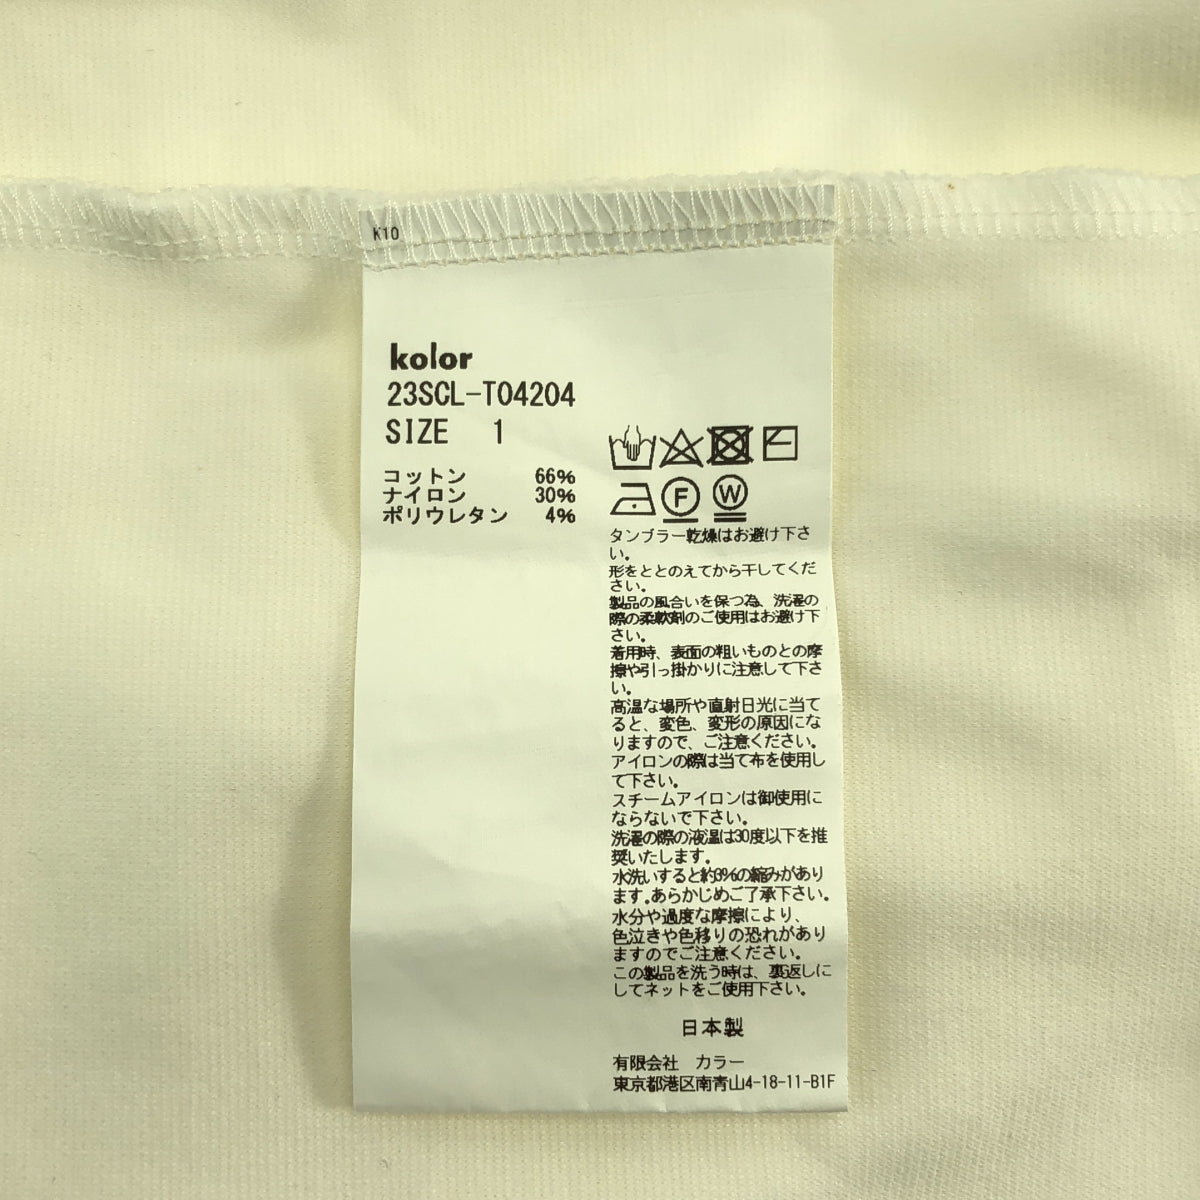 K10
kolor
23SCL-T04204
SIZE 1
コットン 66%
ナイロン 30%
ポリウレタン 4%
F W
タンブラー乾燥はお避け下さ
い。
形をととのえてから干してくだ
さい。
製品の風合いを保つ為、洗濯の
際の柔軟剤のご使用はお避け下
さい。
着用時、表面の粗いものとの摩
擦や引っ掛かりに注意して下さ
い。
高温な場所や直射日光に当て
ると、変色、変形の原因にな
りますので、ご注意ください。
アイロンの際は当て布を使用し
て下さい。
スチームアイロンは御使用に
ならないで下さい。
洗濯の際の液温は30度以下を推
奨いたします。
水洗いすると約3%の縮みがあり
ます。あらかじめご了承下さい。
水分や過度な摩擦により、
色泣きや色移りの恐れがあり
ますのでご注意ください。
この製品を洗う時は、裏返しに
してネットをご使用下さい。
日本製
有限会社 カラー
東京都港区南青山4-18-11-B1F